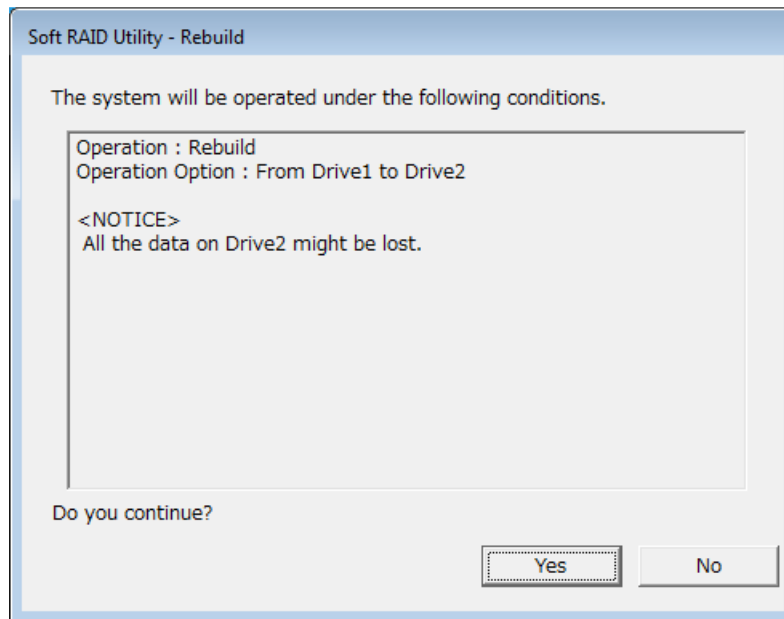 Soft RAID Utility - Rebuild
The system will be operated under the following conditions.
Operation : Rebuild
Operation Option : From Drive1 to Drive2
<NOTICE>
All the data on Drive2 might be lost.
Do you continue?
Yes No